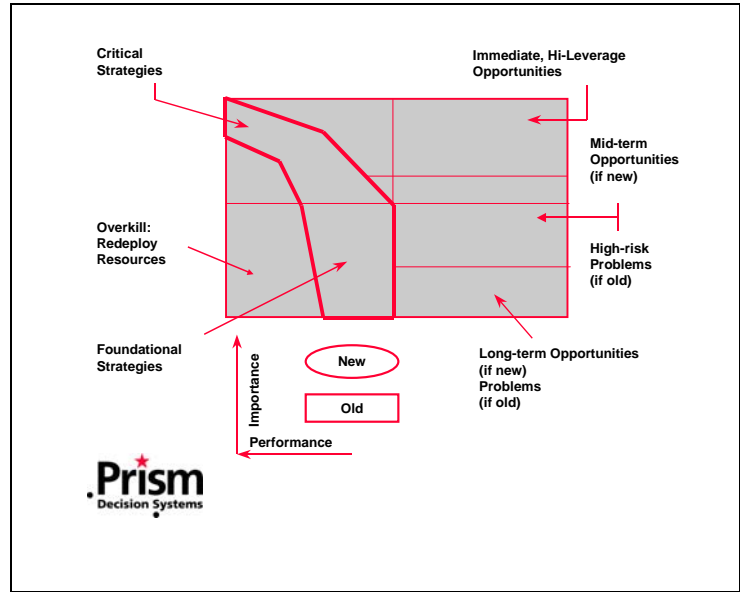 Critical
Strategies
Immediate, Hi-Leverage
Opportunities
Mid-term
Opportunities
(if new)
Overkill:
Redeploy
Resources
High-risk
Problems
(if old)
Foundational
Strategies
Long-term Opportunities
(if new)
Problems
(if old)
New
Old
Importance
Performance
Prism
Decision Systems